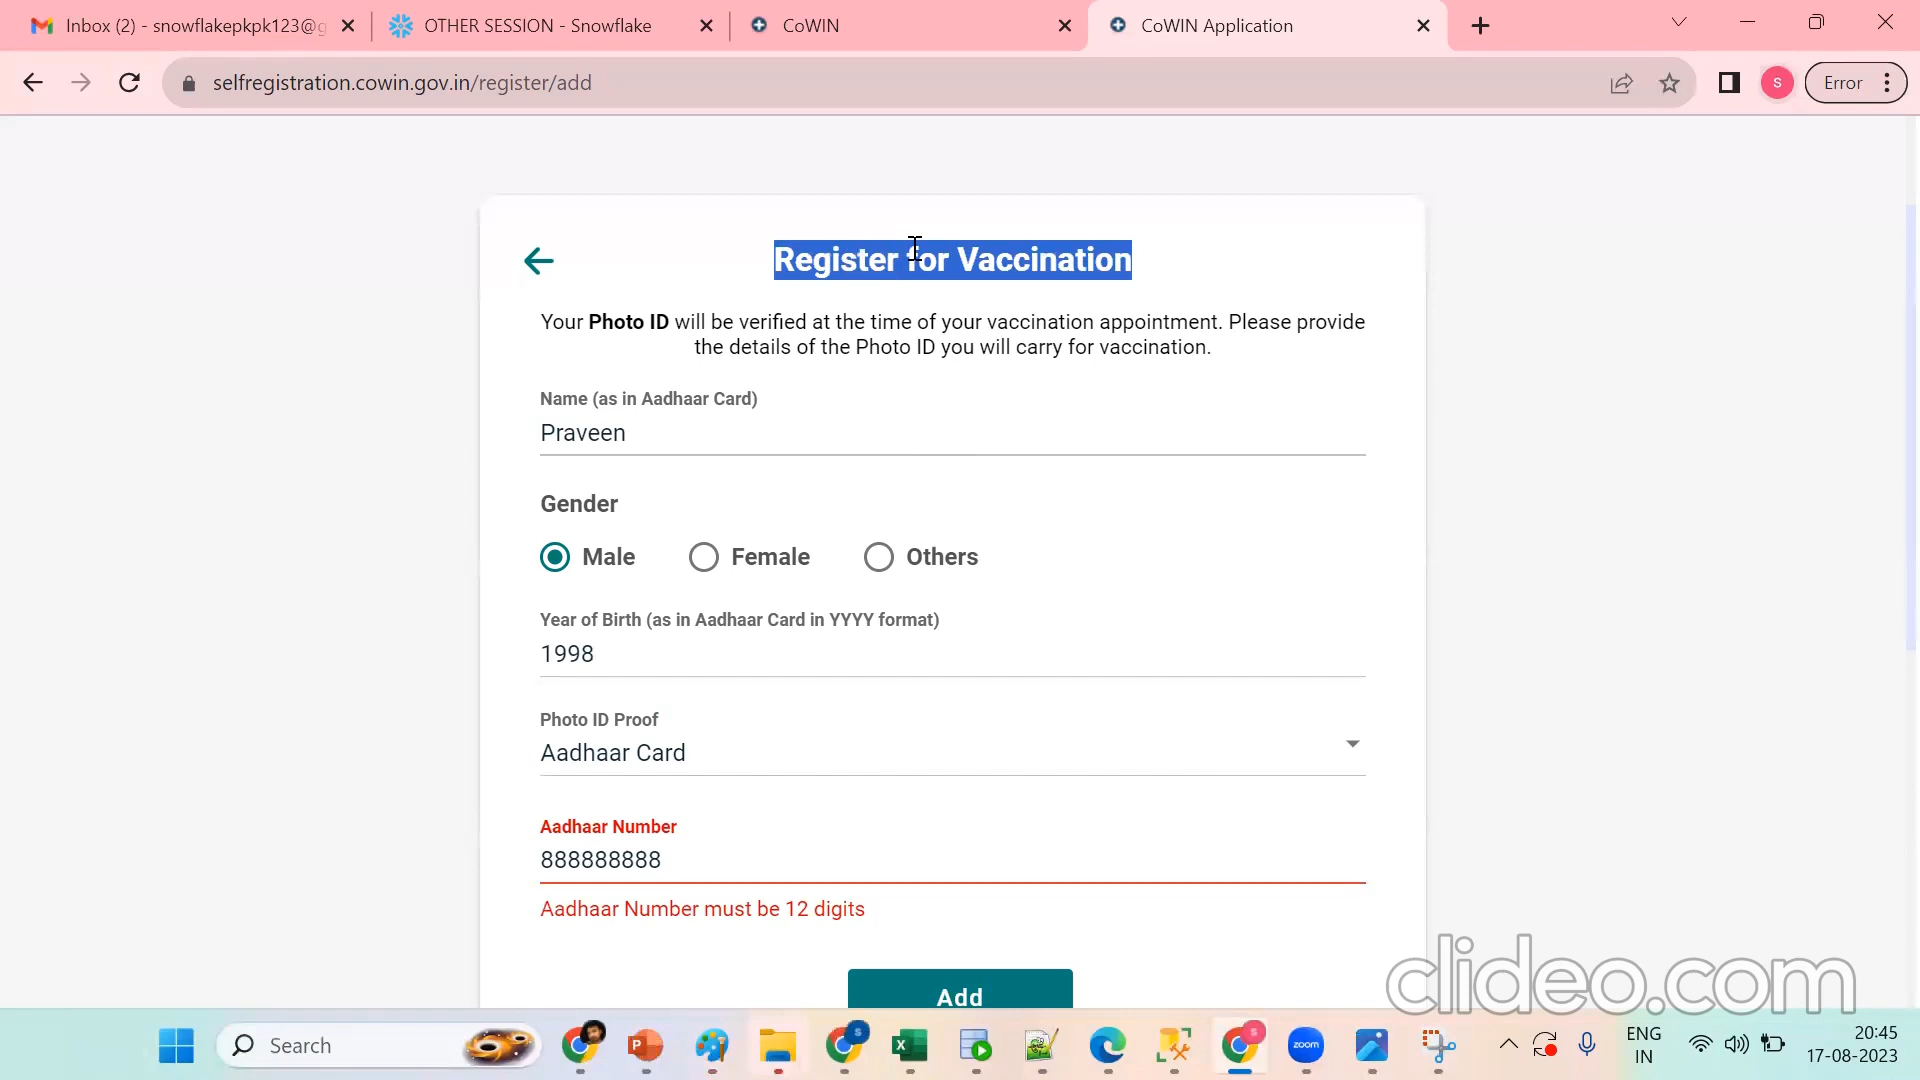 Inbox (2) - snowflakepkpk123@g
OTHER SESSION - Snowflake
CoWIN
CoWIN Application
selfregistration.cowin.gov.in/register/add
S
Error
Register for Vaccination
Your Photo ID will be verified at the time of your vaccination appointment. Please provide
the details of the Photo ID you will carry for vaccination.
Name (as in Aadhaar Card)
Praveen
Gender
Male
Female
Others
Year of Birth (as in Aadhaar Card in YYYY format)
1998
Photo ID Proof
Aadhaar Card
Aadhaar Number
888888888
Aadhaar Number must be 12 digits
Add
clideo.com
Search
zoom
ENG
IN
20:45
17-08-2023